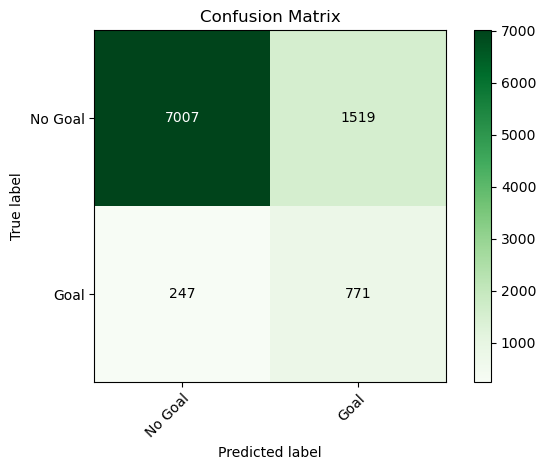 Confusion Matrix
True label
No Goal
7007
1519
Goal
247
771
No Goal
Goal
Predicted label
7000
6000
5000
4000
3000
2000
1000